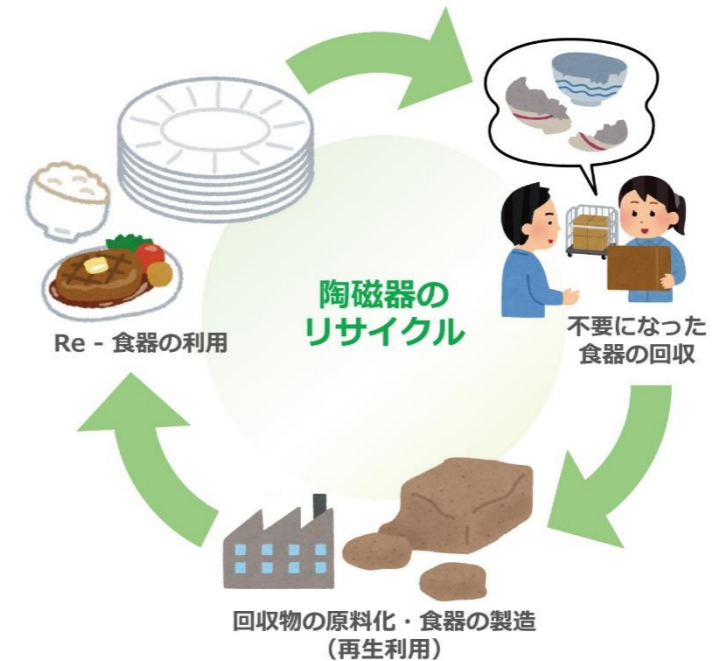 陶磁器の
リサイクル
不要になった
食器の回収
回収物の原料化・食器の製造
（再生利用）
Re - 食器の利用